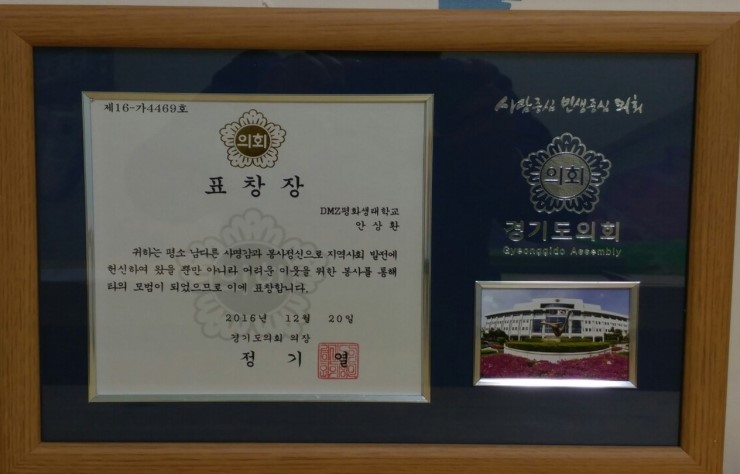 제16-가4469호
의회
표창장
DMZ평화생태학교
안상환
귀하는 평소 남다른 사명감과 봉사정신으로 지역사회 발전에
헌신하여 왔을 뿐만 아니라 어려운 이웃을 위한 봉사를 통해
타의 모범이 되었으므로 이에 표창합니다.
2016년 12월 20일
경기도의회 의장
정기열
사람중심 민생중심 의회
의회
경기도의회
Gyeonggido Assembly